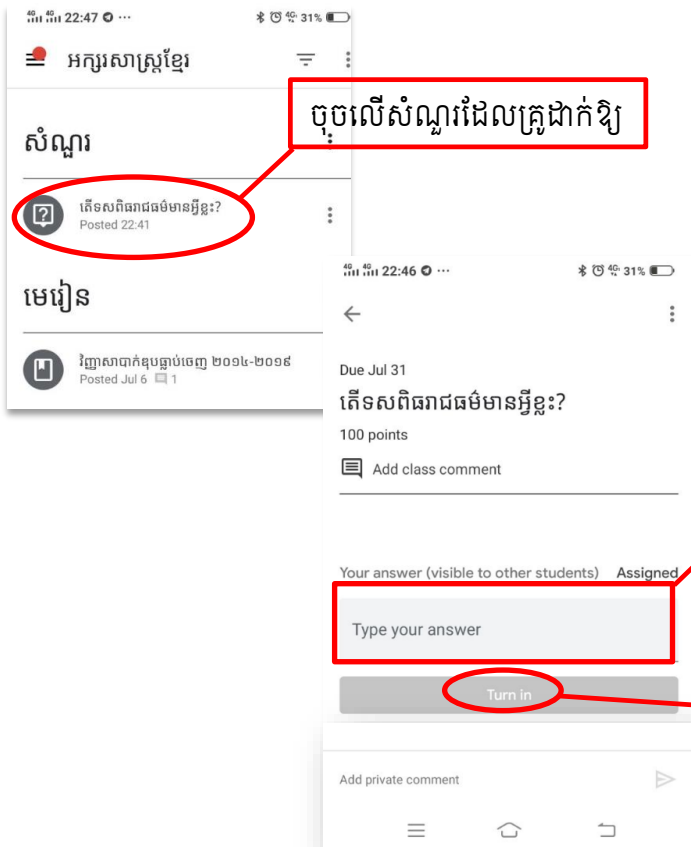 22:47
31%
អក្សរសាស្ត្រខ្មែរ
ចុចលើសំណួរដែលគ្រូដាក់ឱ្យ
សំណួរ
តើទសពិធរាជធម៌មានអ្វីខ្លះ?
Posted 22:41
មេរៀន
វិញ្ញាសាបាក់ឌុបធ្លាប់ចេញ ២០១៤-២០១៩
Posted Jul 6 1
22:46
31%
Due Jul 31
តើទសពិធរាជធម៌មានអ្វីខ្លះ?
100 points
Add class comment
Your answer (visible to other students) Assigned
Type your answer
Turn in
Add private comment